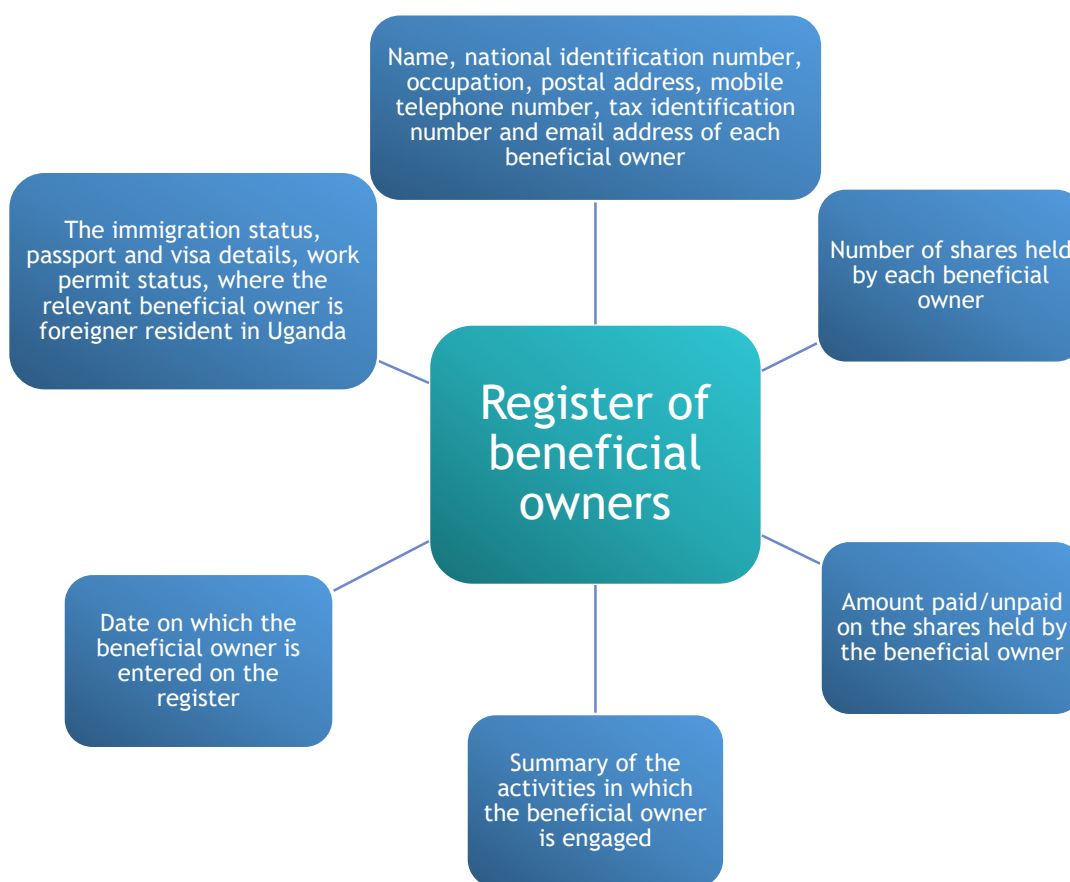 Name, national identification number,
occupation, postal address, mobile
telephone number, tax identification
number and email address of each
beneficial owner
The immigration status,
passport and visa details, work
permit status, where the
relevant beneficial owner is
foreigner resident in Uganda
Number of shares held
by each beneficial
owner
Register of
beneficial
owners
Date on which the
beneficial owner is
entered on the
register
Amount paid/unpaid
on the shares held by
the beneficial owner
Summary of the
activities in which
the beneficial owner
is engaged